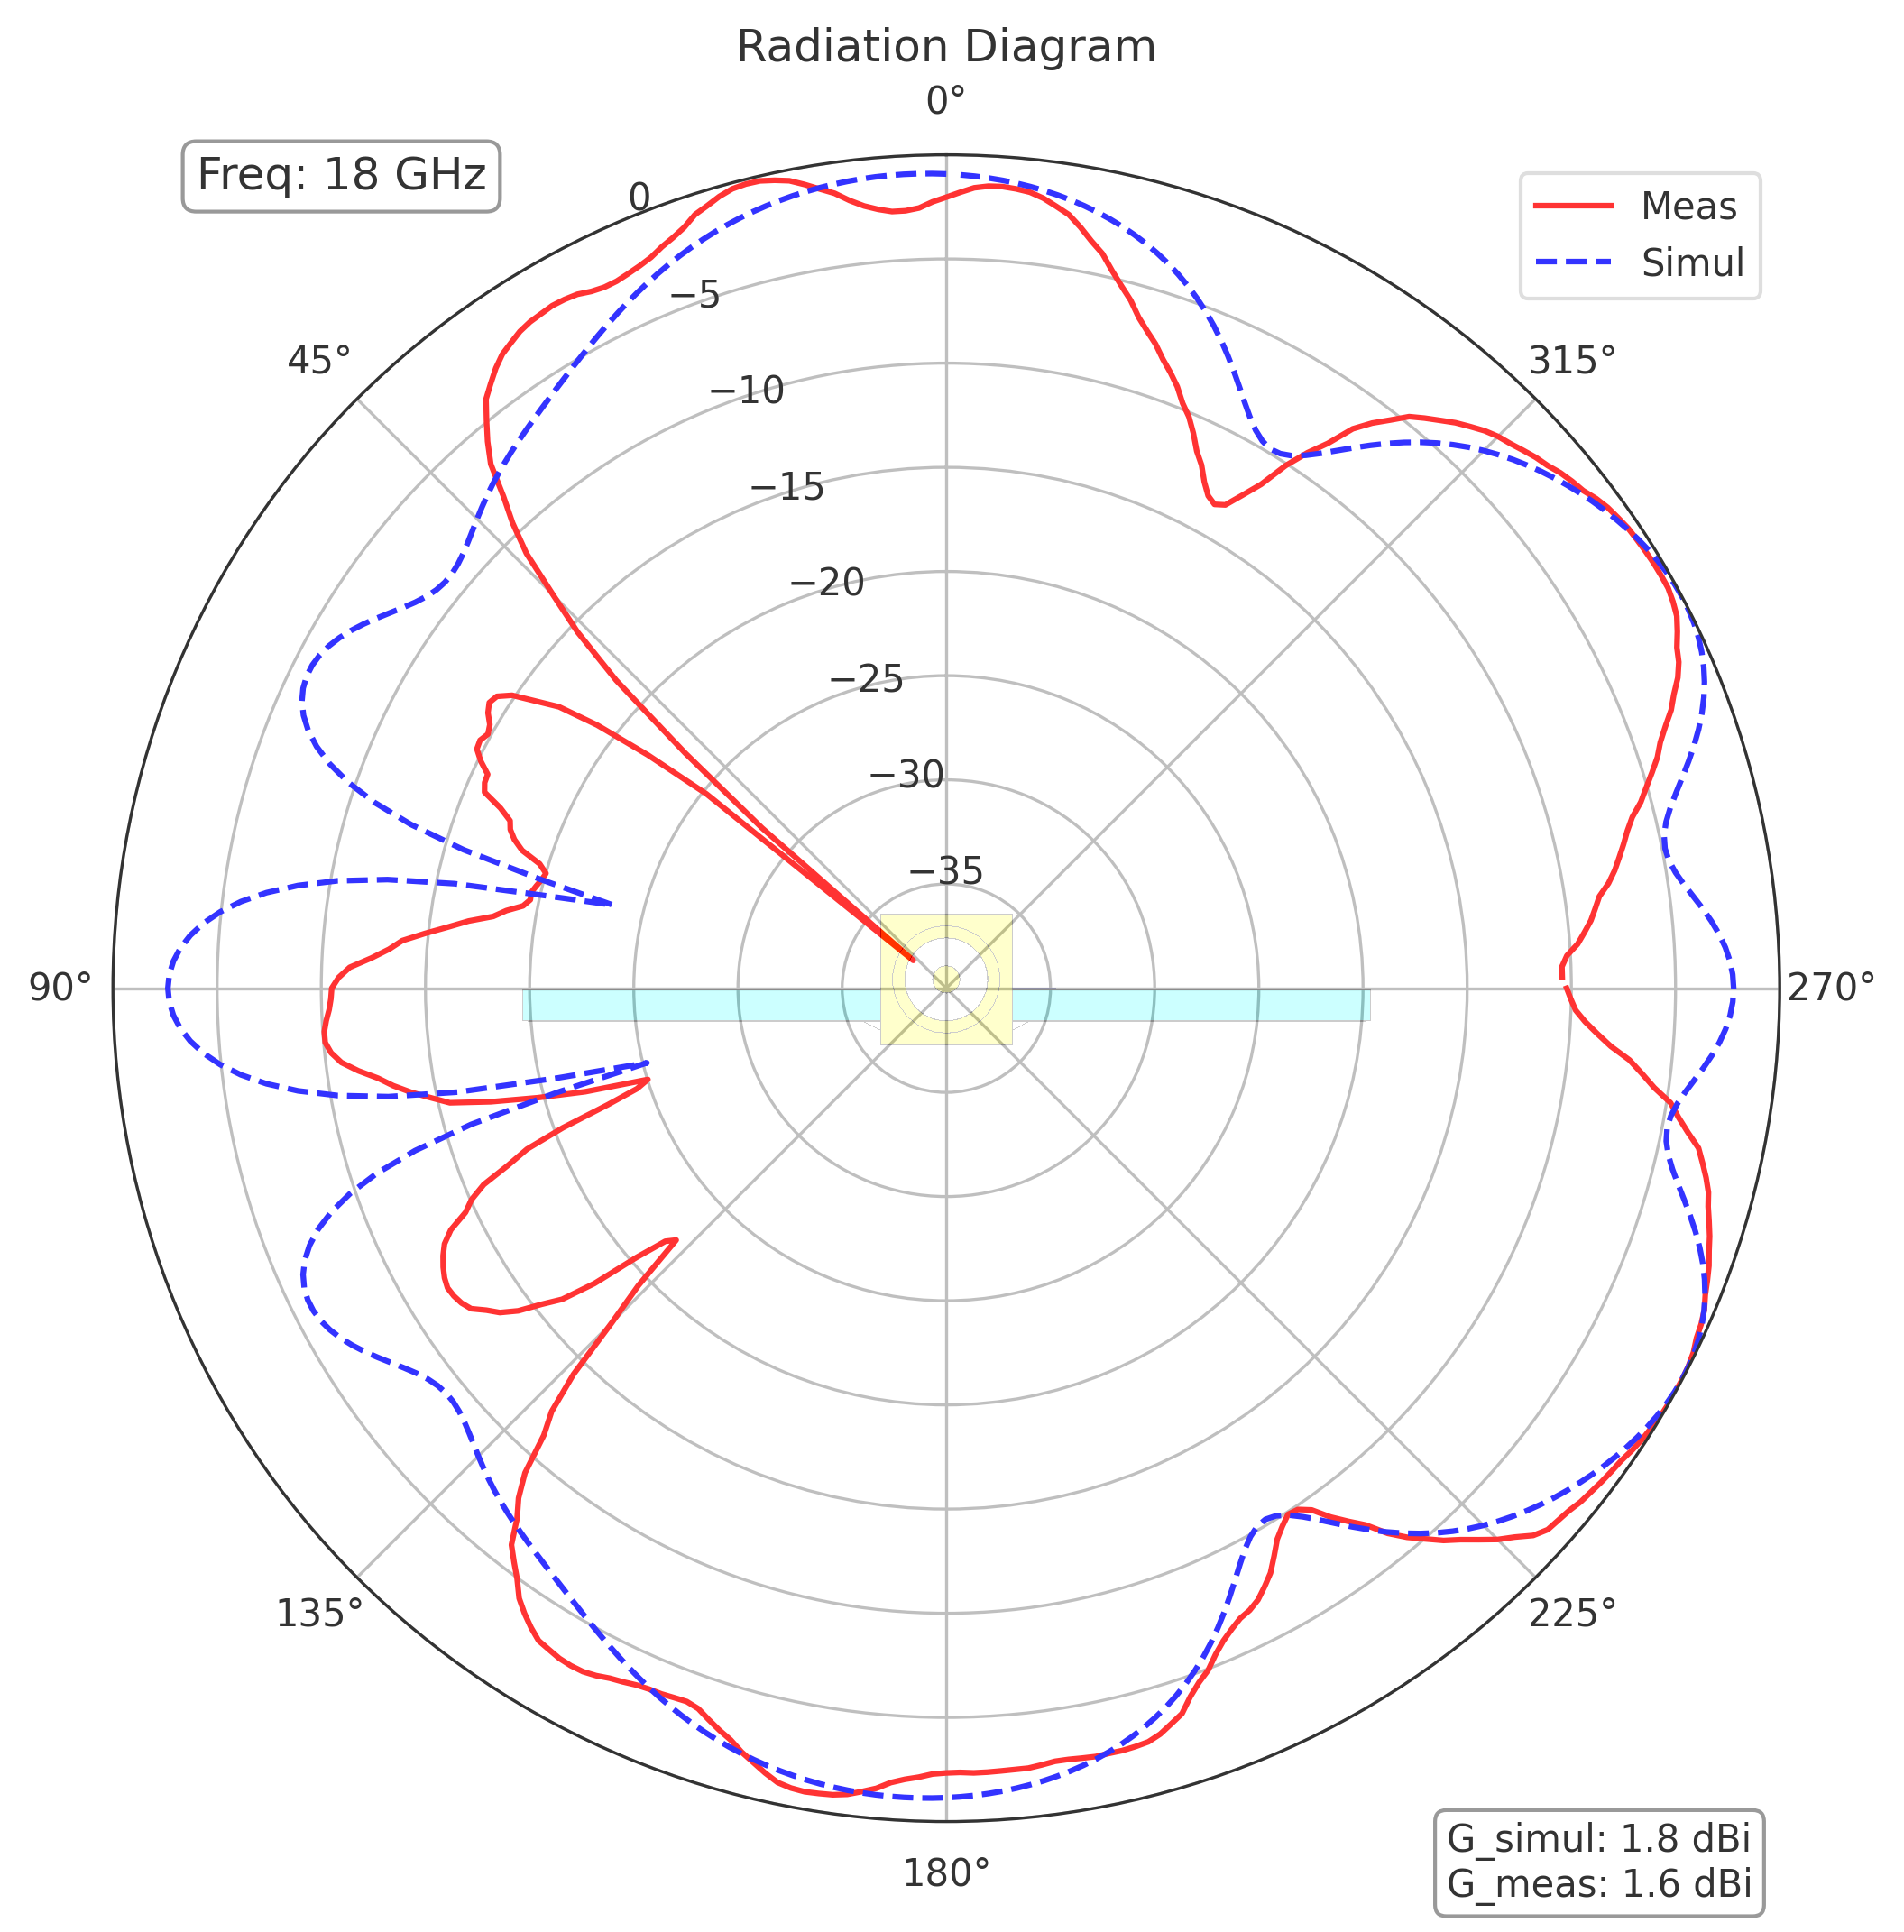 Radiation Diagram
0°
Freq: 18 GHz
Meas
Simul
0
−5
−10
−15
−20
−25
−30
−35
45°
315°
90°
270°
135°
225°
180°
G_simul: 1.8 dBi
G_meas: 1.6 dBi